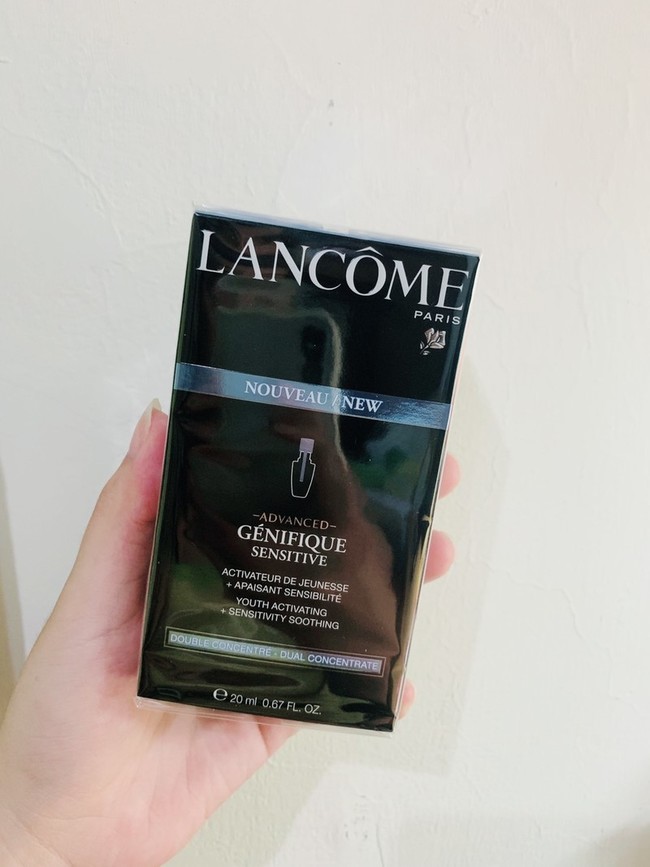 LANCÔME
PARIS
NOUVEAU / NEW
–ADVANCED–
GÉNIFIQUE
SENSITIVE
ACTIVATEUR DE JEUNESSE
+ APAISANT SENSIBILITÉ
YOUTH ACTIVATING
+ SENSITIVITY SOOTHING
DOUBLE CONCENTRÉ - DUAL CONCENTRATE
℮ 20 ml 0.67 FL. OZ.